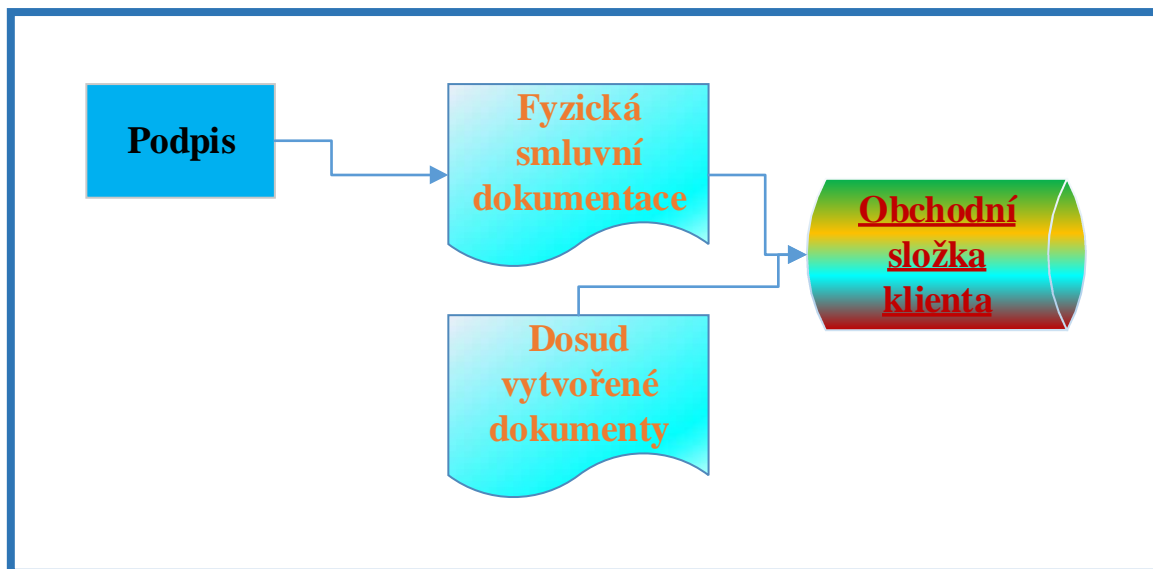 Podpis
Fyzická
smluvní
dokumentace
Obchodní
složka
klienta
Dosud
vytvořené
dokumenty